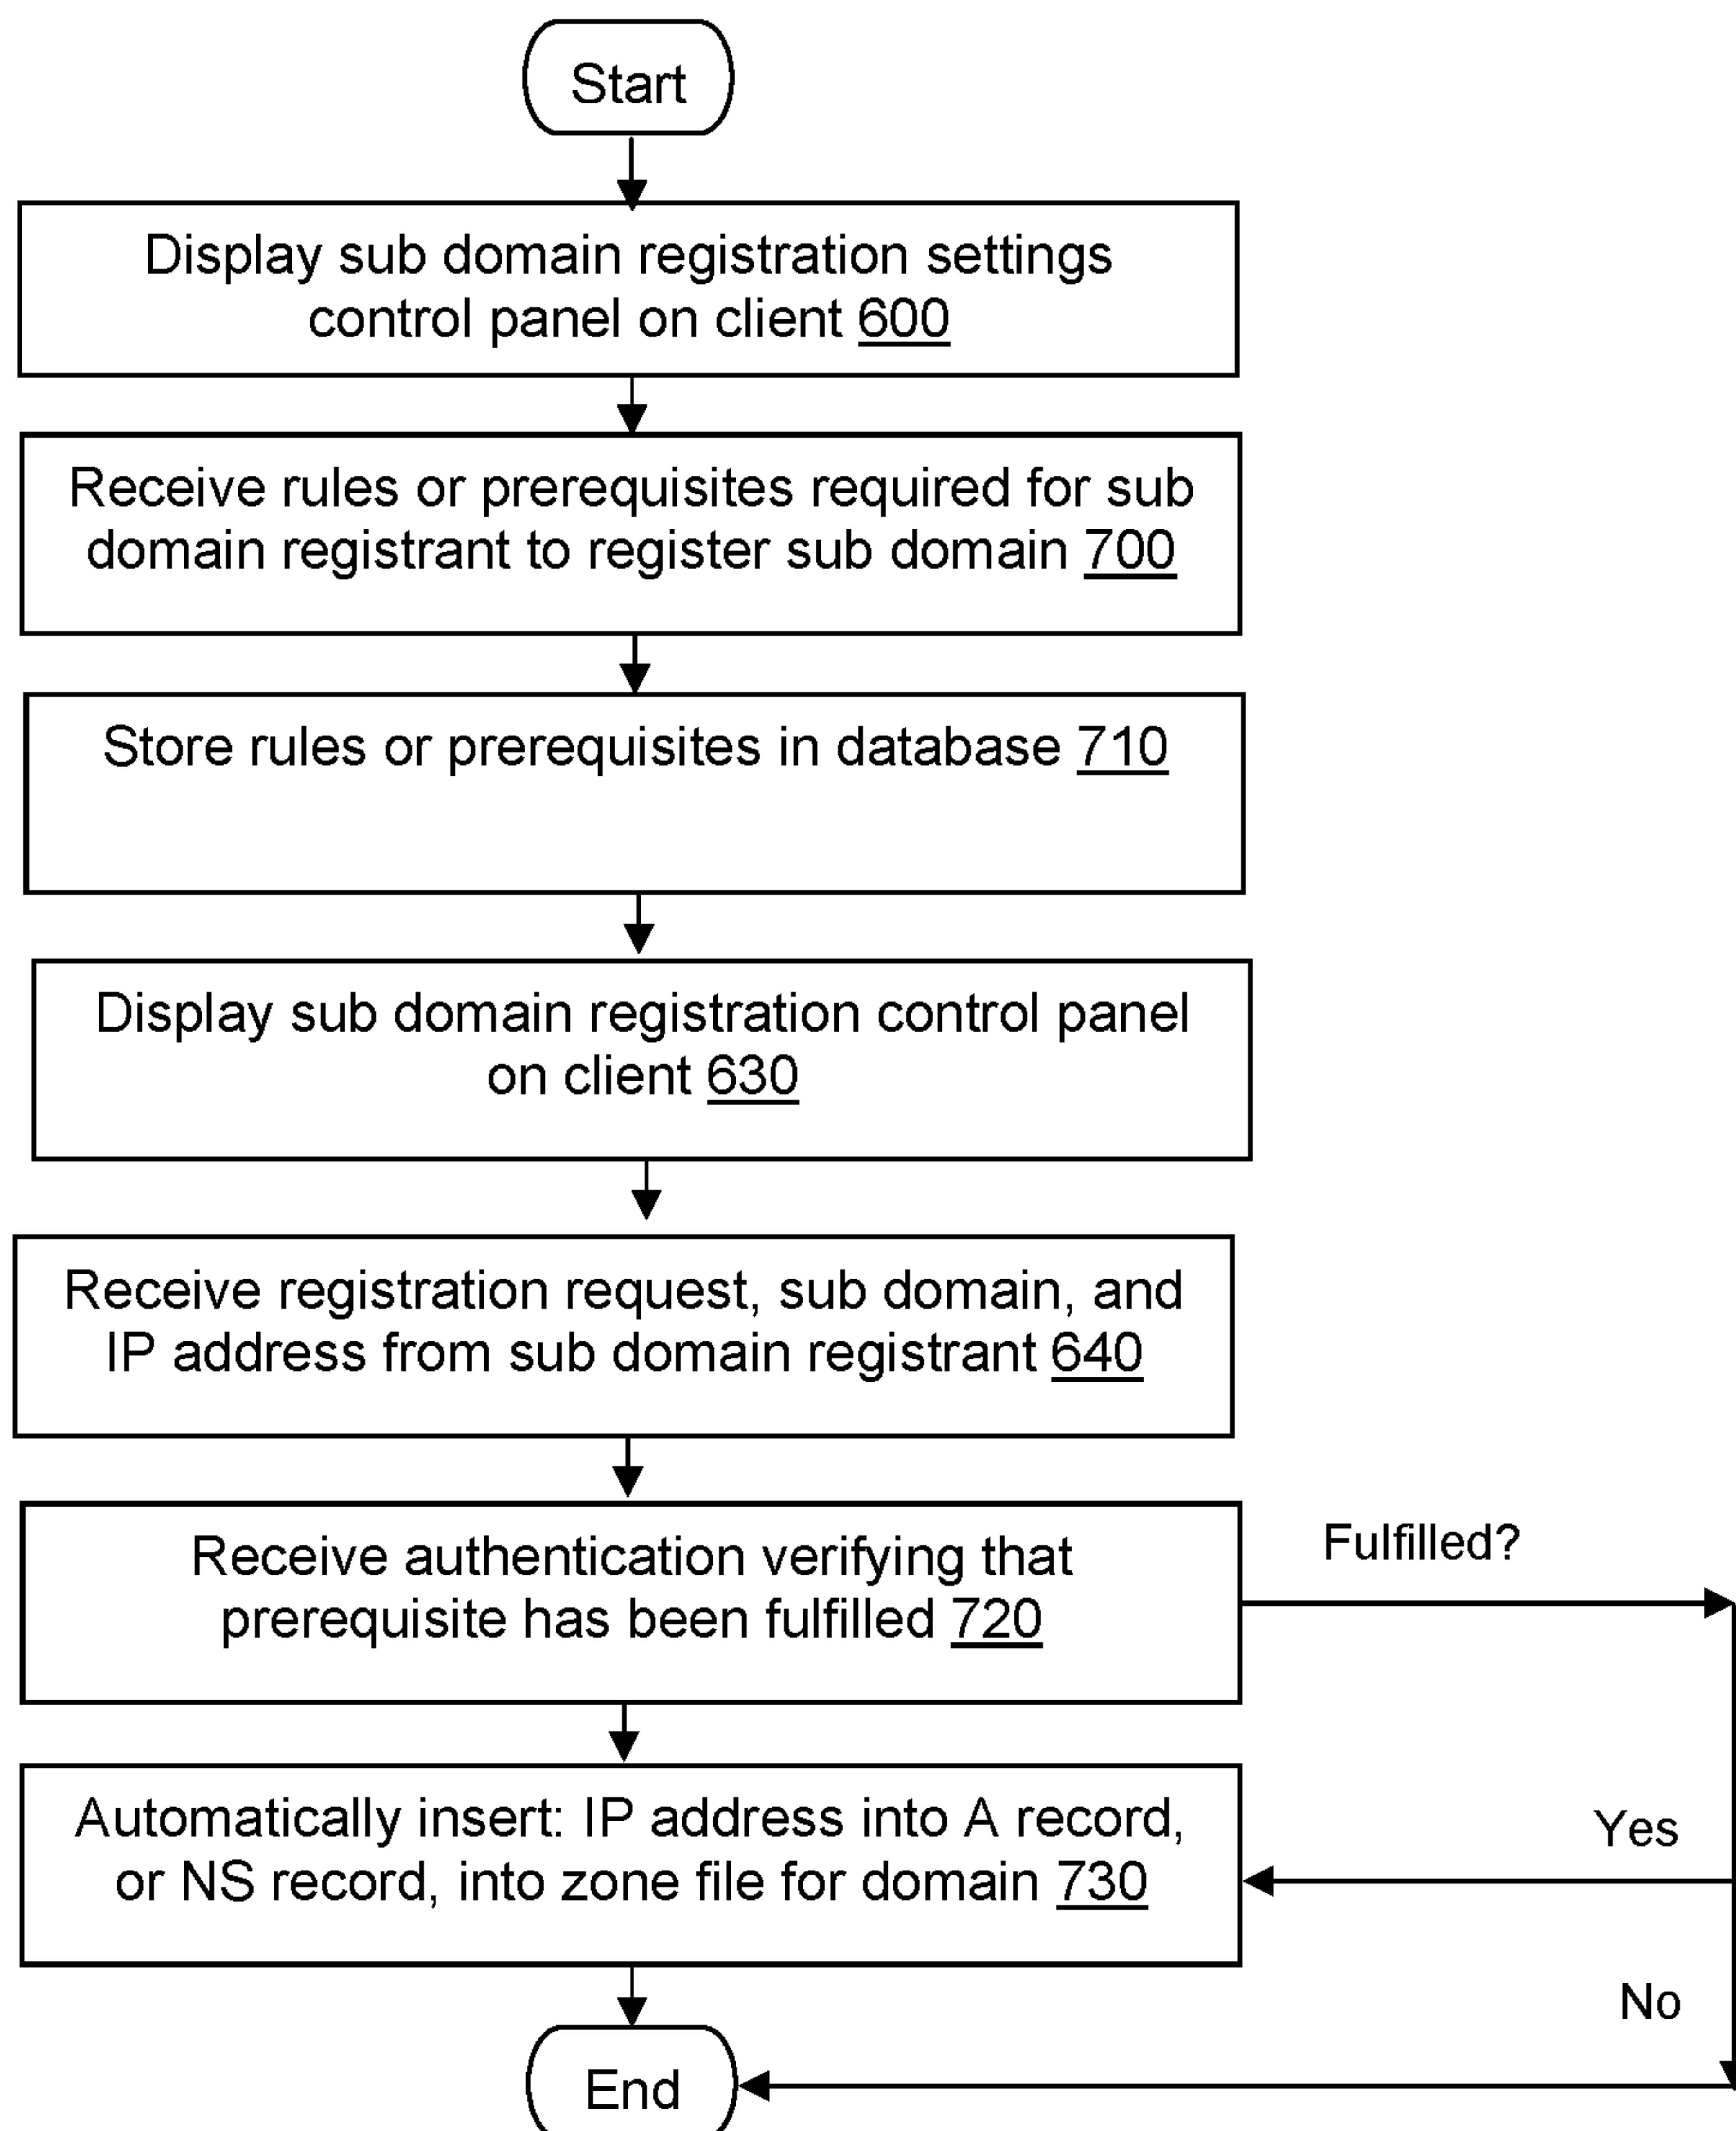 Start
Display sub domain registration settings
control panel on client 600
Receive rules or prerequisites required for sub
domain registrant to register sub domain 700
Store rules or prerequisites in database 710
Display sub domain registration control panel
on client 630
Receive registration request, sub domain, and
IP address from sub domain registrant 640
Receive authentication verifying that
prerequisite has been fulfilled 720
Fulfilled?
Automatically insert: IP address into A record,
or NS record, into zone file for domain 730
Yes
No
End